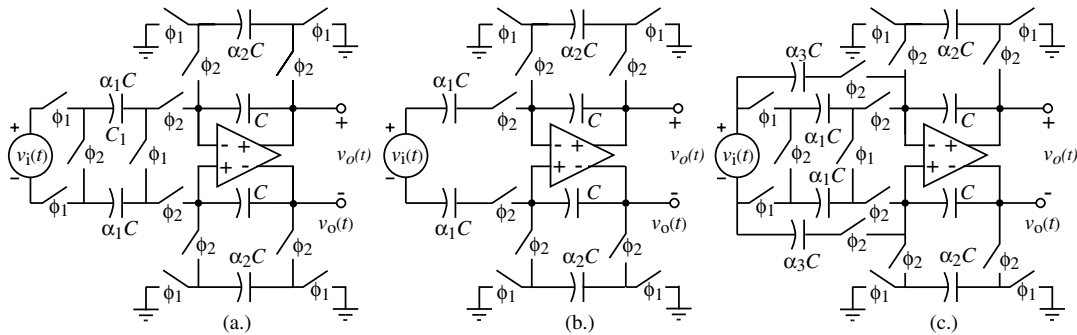 ϕ1 α2C ϕ1
ϕ2 ϕ2
α1C
ϕ1 C1 ϕ2 C +
+ vi(t) - ϕ2 ϕ1 - + + - vo(t)
ϕ1 α1C ϕ2 C -
vo(t)
ϕ2 ϕ2
ϕ1 α2C ϕ1
(a.)
ϕ1 α2C ϕ1
ϕ2 ϕ2
α1C ϕ2 C +
+ vi(t) - - + + - vo(t)
α1C ϕ2 C -
vo(t)
ϕ2 ϕ2
ϕ1 α2C ϕ1
(b.)
ϕ1 α2C ϕ1
α3C ϕ2 ϕ2 ϕ2
ϕ1 α1C ϕ2 C +
+ vi(t) - ϕ2 ϕ1 - + + - vo(t)
ϕ1 α1C ϕ2 C -
vo(t)
α3C ϕ2 ϕ2 ϕ2
ϕ1 α2C ϕ1
(c.)